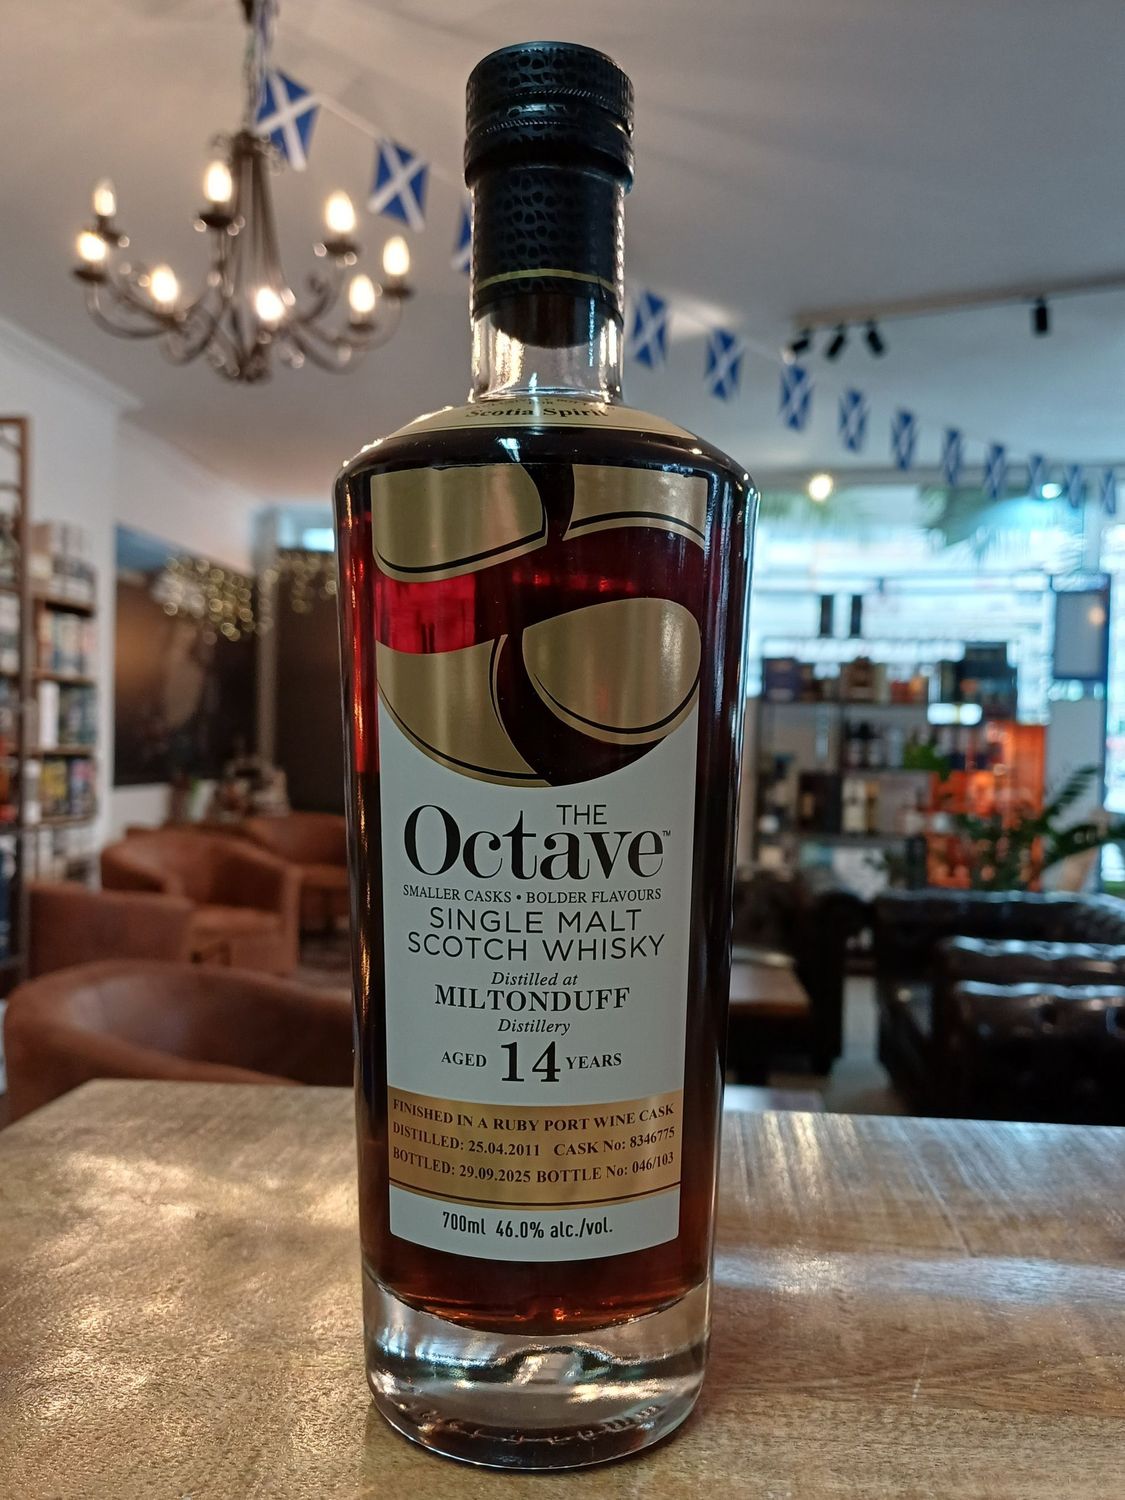 Scotia Spirit
THE
Octave™
SMALLER CASKS • BOLDER FLAVOURS
SINGLE MALT
SCOTCH WHISKY
Distilled at
MILTONDUFF
Distillery
AGED 14 YEARS
FINISHED IN A RUBY PORT WINE CASK
DISTILLED: 25.04.2011 CASK No: 8346775
BOTTLED: 29.09.2025 BOTTLE No: 046/103
700ml 46.0% alc./vol.